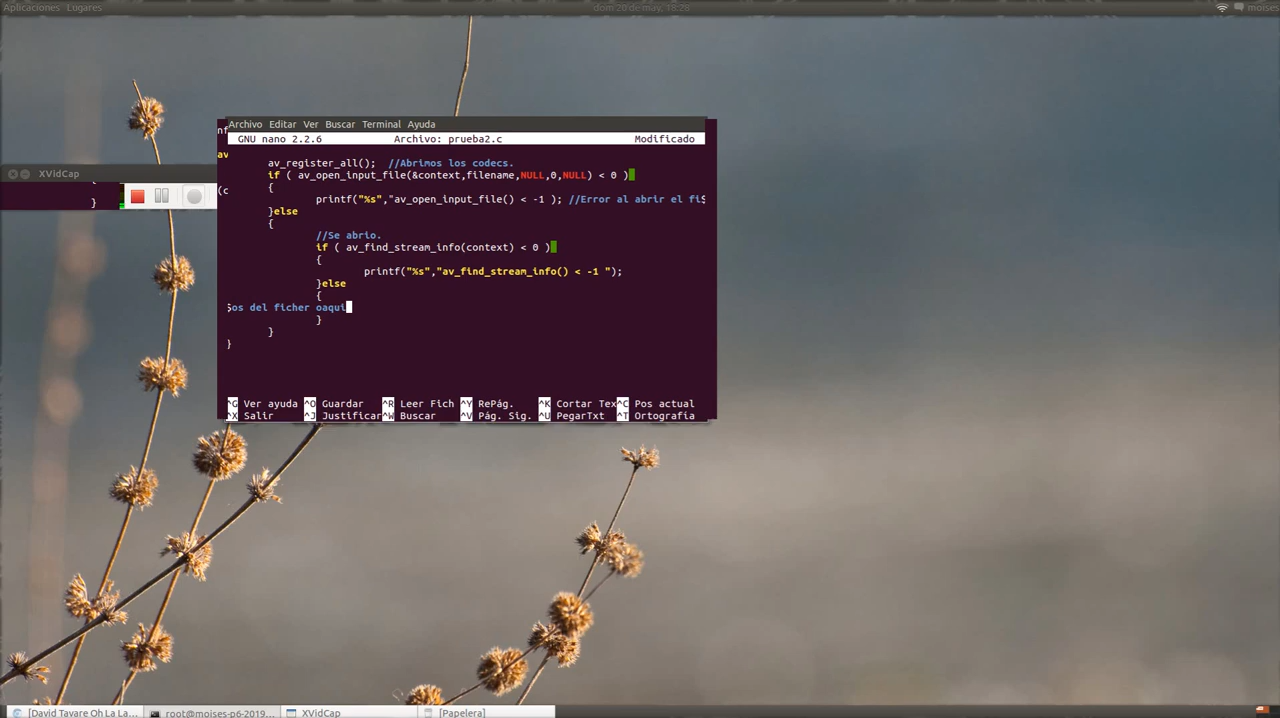 Aplicaciones Lugares
dom 20 de may, 18:28
moises
XVidCap
}
Archivo Editar Ver Buscar Terminal Ayuda
GNU nano 2.2.6 Archivo: prueba2.c Modificado
av_register_all(); //Abrimos los codecs.
if ( av_open_input_file(&context,filename,NULL,0,NULL) < 0 )
{
printf("%s","av_open_input_file() < -1 ); //Error al abrir el fi$
}else
{
//Se abrio.
if ( av_find_stream_info(context) < 0 )
{
printf("%s","av_find_stream_info() < -1 ");
}else
{
$os del ficher oaqui
}
}
}
^G Ver ayuda ^O Guardar ^R Leer Fich ^Y RePág. ^K Cortar Tex ^C Pos actual
^X Salir ^J Justificar ^W Buscar ^V Pág. Sig. ^U PegarTxt ^T Ortografia
[David Tavare Oh La La... root@moises-p6-2019... XVidCap [Papelera]